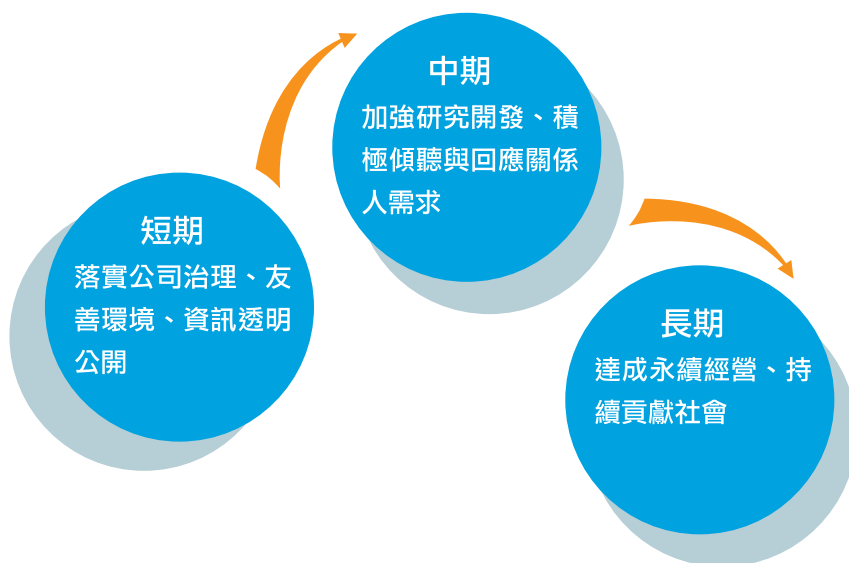 短期
落實公司治理、友
善環境、資訊透明
公開
中期
加強研究開發、積
極傾聽與回應關係
人需求
長期
達成永續經營、持
續貢獻社會